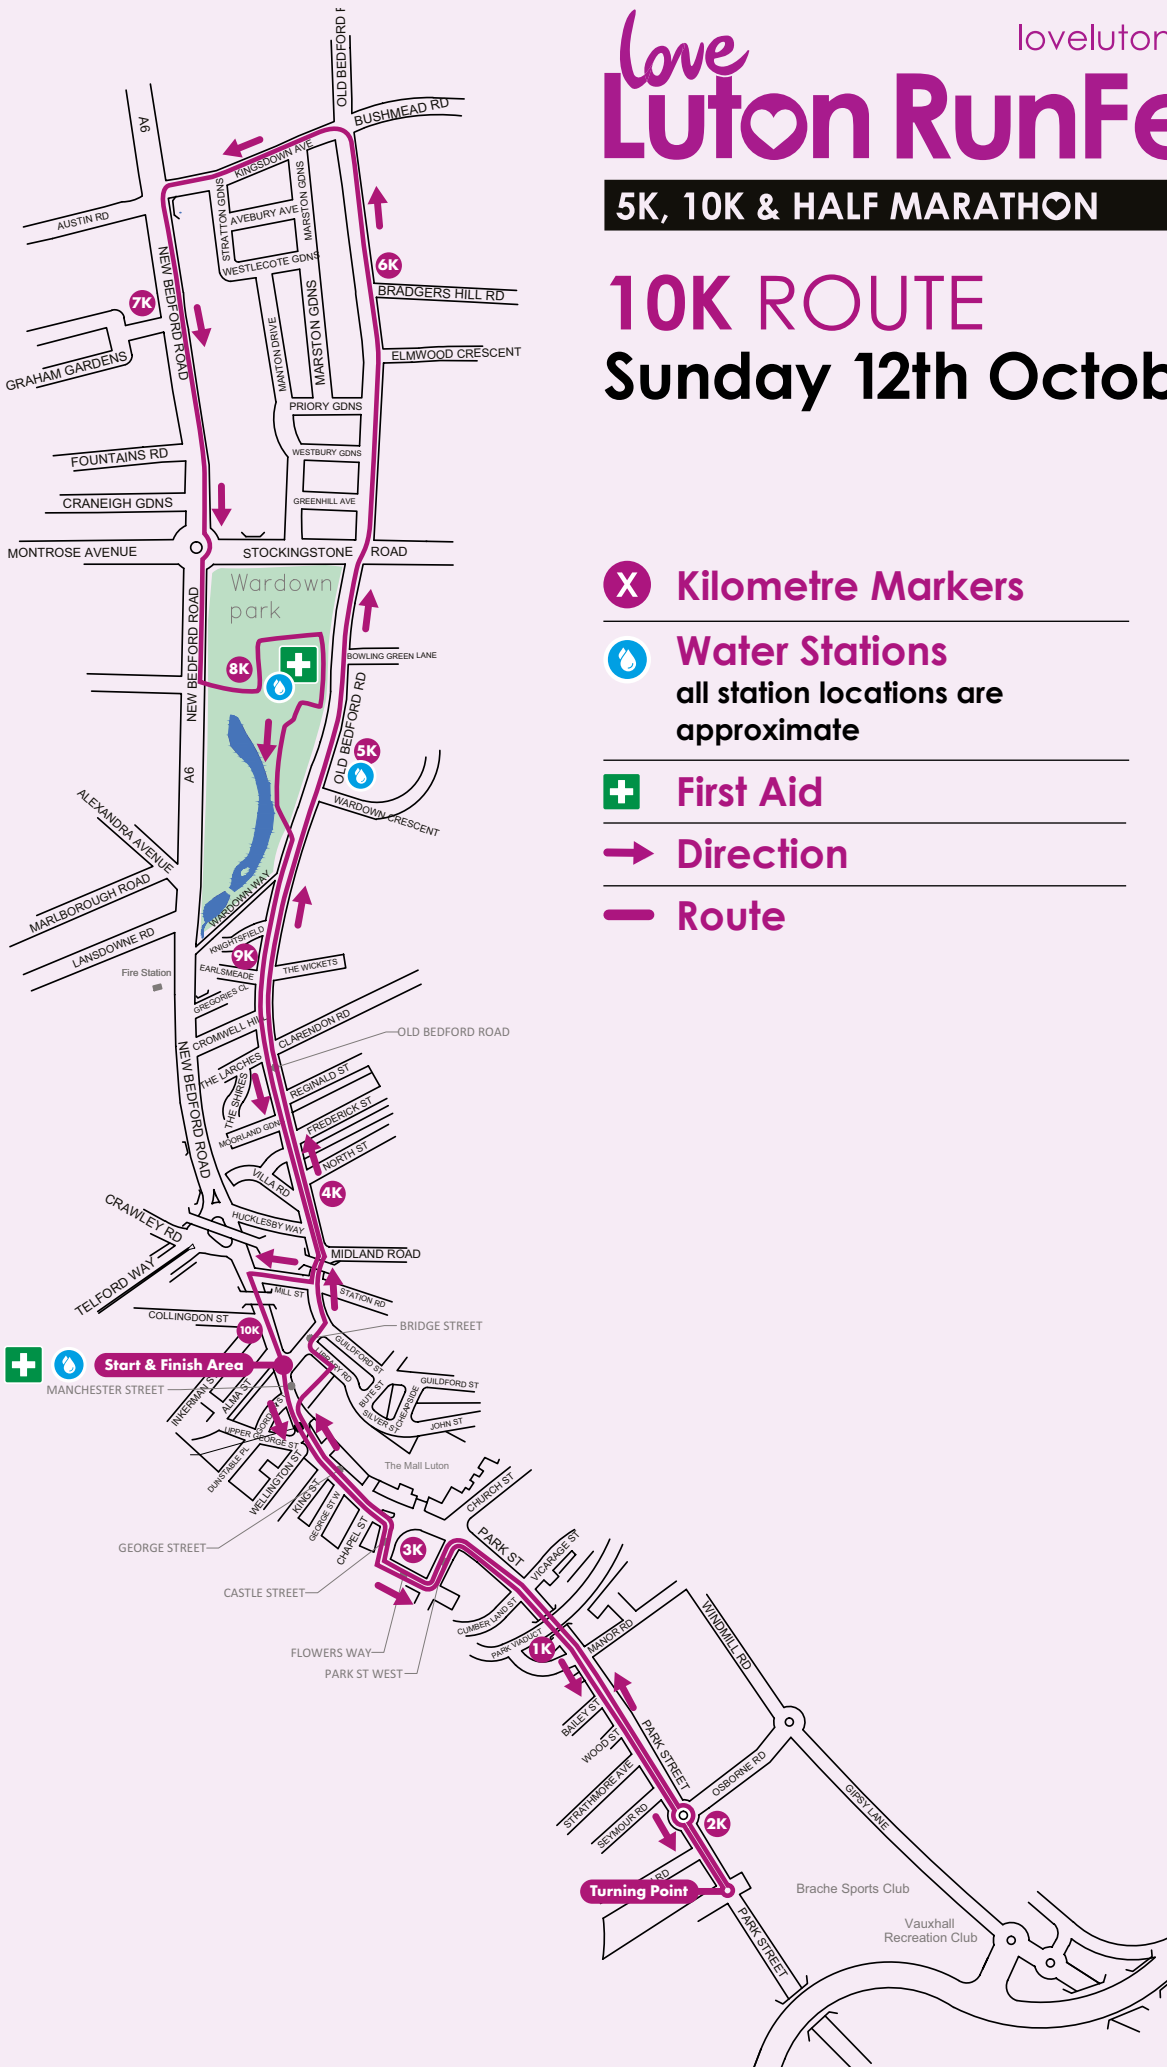 love
loveluton
Luton RunFe
5K, 10K & HALF MARATHON
10K ROUTE
Sunday 12th Octob
X Kilometre Markers
Water Stations
all station locations are
approximate
First Aid
Direction
Route
OLD BEDFORD R
BUSHMEAD RD
A6
KINGSDOWN AVE
AUSTIN RD
STRATTON GDNS
AVEBURY AVE
MARSTON GDNS
WESTLECOTE GDNS
6K
BRADGERS HILL RD
7K
NEW BEDFORD ROAD
MANTON DRIVE
MARSTON GDNS
ELMWOOD CRESCENT
GRAHAM GARDENS
PRIORY GDNS
FOUNTAINS RD
WESTBURY GDNS
CRANEIGH GDNS
GREENHILL AVE
MONTROSE AVENUE
STOCKINGSTONE ROAD
Wardown
park
NEW BEDFORD ROAD
8K
BOWLING GREEN LANE
OLD BEDFORD RD
5K
A6
WARDOWN CRESCENT
ALEXANDRA AVENUE
MARLBOROUGH ROAD
WARDOWN WAY
LANSDOWNE RD
KNIGHTSFIELD
9K
EARLSMEADE
THE WICKETS
Fire Station
GREGORIES CL
CROMWELL HILL
CLARENDON RD
OLD BEDFORD ROAD
NEW BEDFORD ROAD
THE LARCHES
THE SHIRES
REGINALD ST
FREDERICK ST
MOORLAND GDN
NORTH ST
VILLA RD
4K
CRAWLEY RD
HUCKLESBY WAY
MIDLAND ROAD
TELFORD WAY
MILL ST
STATION RD
COLLINGDON ST
10K
BRIDGE STREET
GUILDFORD ST
LIBRARY RD
Start & Finish Area
MANCHESTER STREET
INKERMAN S
ALMA ST
GORDON ST
BUTE ST
CHEAPSIDE
GUILDFORD ST
SILVER ST
JOHN ST
UPPER GEORGE ST
DUNSTABLE PL
WELLINGTON ST
The Mall Luton
KING ST
GEORGE ST W
CHURCH ST
CHAPEL ST
GEORGE STREET
3K
PARK ST
VICARAGE ST
CASTLE STREET
CUMBER LAND ST
FLOWERS WAY
PARK VIADUCT
1K
MANOR RD
WINDMILL RD
PARK ST WEST
BAILEY ST
WOOD ST
PARK STREET
STRATHMORE AVE
OSBORNE RD
SEYMOUR RD
2K
GIPSY LANE
RD
Turning Point
Brache Sports Club
PARK STREET
Vauxhall
Recreation Club